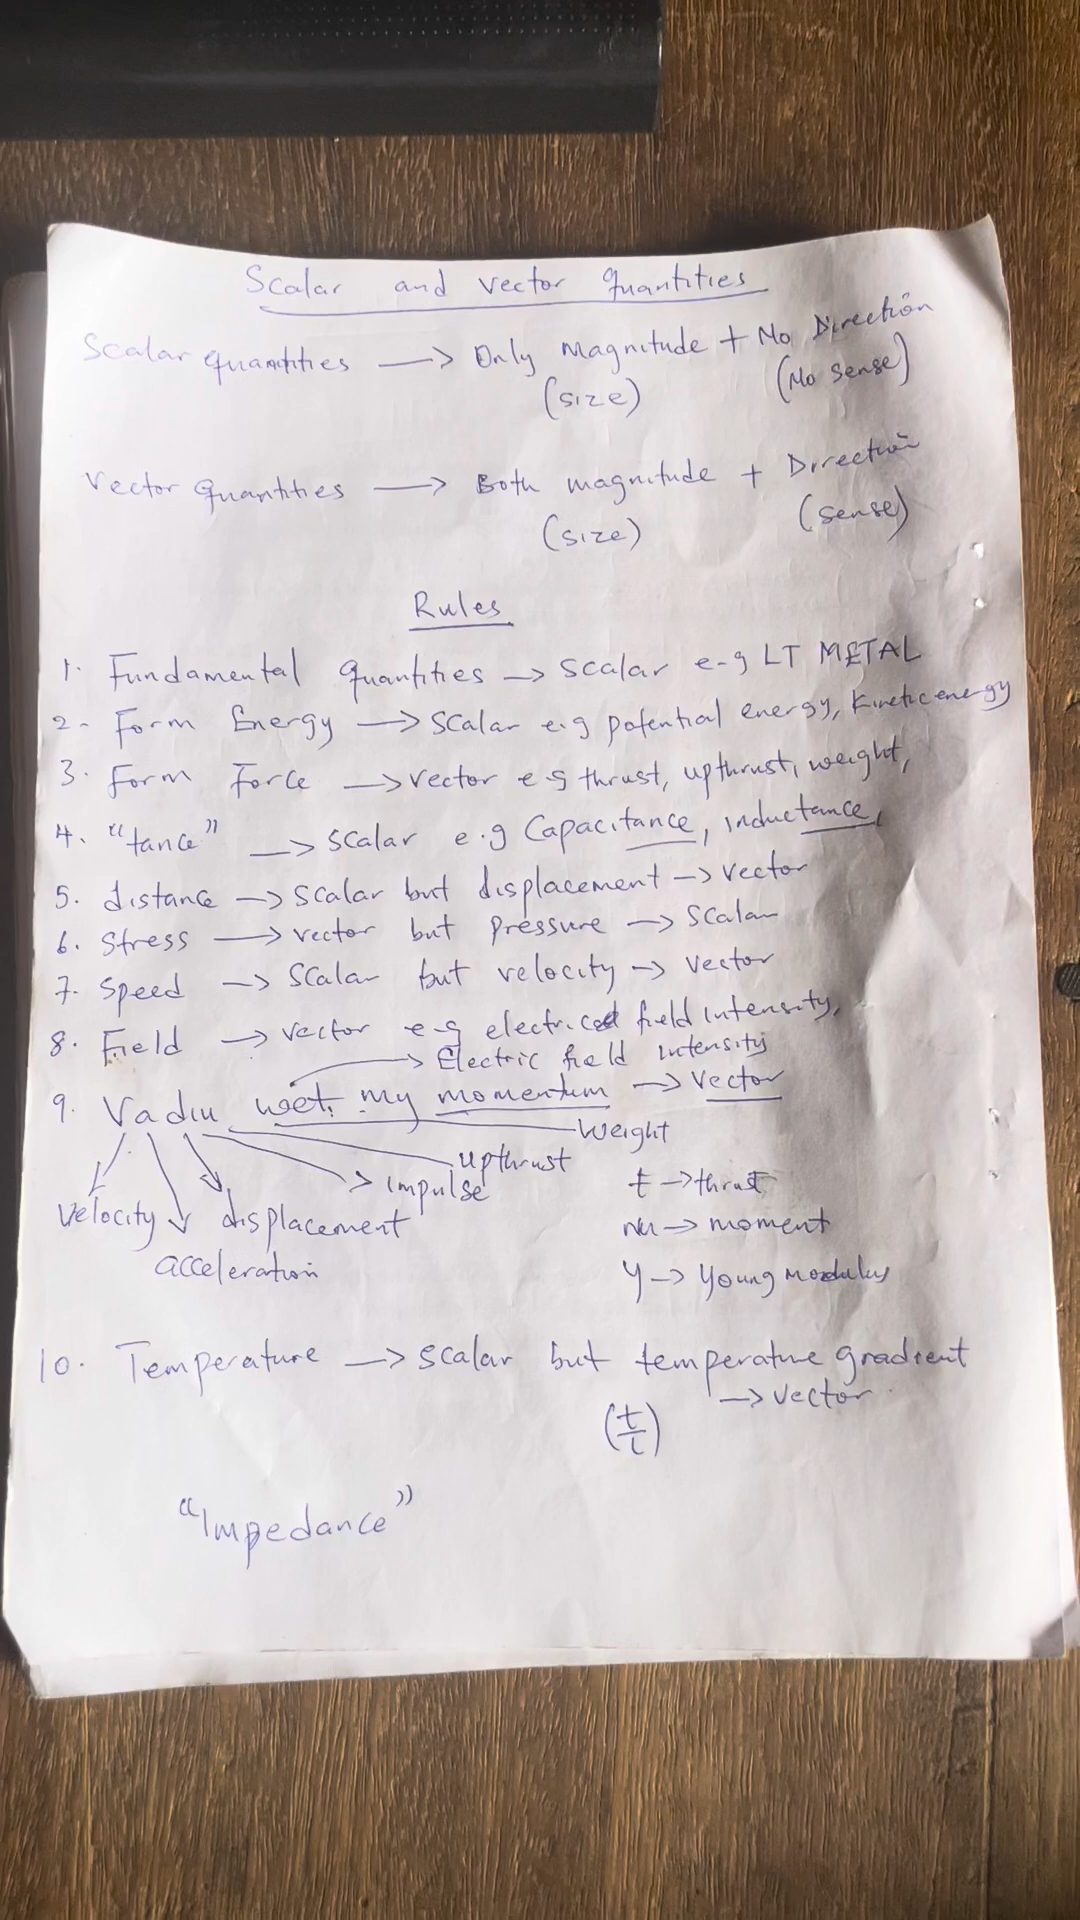 Scalar and vector quantities
Scalar quantities → Only magnitude + No Direction
(size) (No sense)
Vector Quantities → Both magnitude + Direction
(size) (sense)
Rules
1. Fundamental quantities → scalar e-g LT METAL
2- Form Energy → scalar e.g potential energy, kinetic energy
3. Form Force → vector e g thrust, upthrust, weight,
4. "tance" → scalar e.g Capacitance, inductance,
5. distance → scalar but displacement → vector
6. Stress → vector but pressure → scalar
7. Speed → scalar but velocity → vector
8. Field → vector e-g electrical field intensity,
→ Electric field intensity
9. Vadiu wet my momentum → vector
Weight
upthrust
t → thrust
impulse
velocity displacement m → moment
acceleration
y → young modulus
10. Temperature → scalar but temperature gradient
→ vector
(t/l)
"Impedance"